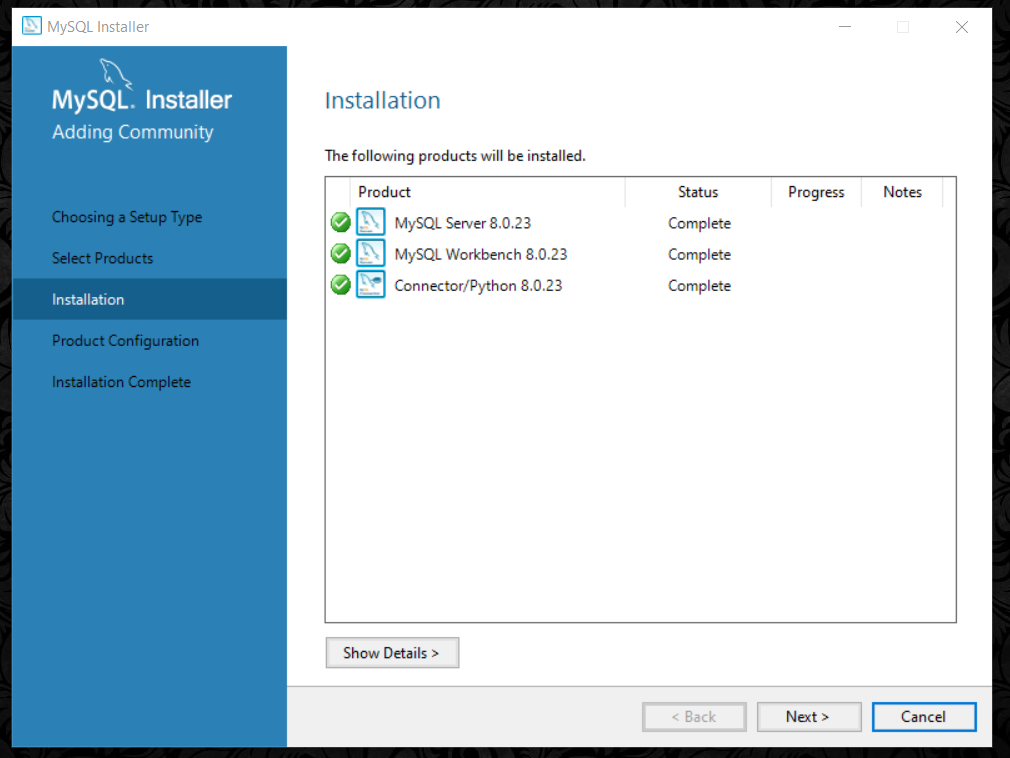 MySQL Installer
MySQL. Installer
Adding Community
Choosing a Setup Type
Select Products
Installation
Product Configuration
Installation Complete
Installation
The following products will be installed.
Product Status Progress Notes
MySQL Server 8.0.23 Complete
MySQL Workbench 8.0.23 Complete
Connector/Python 8.0.23 Complete
Show Details >
< Back Next > Cancel